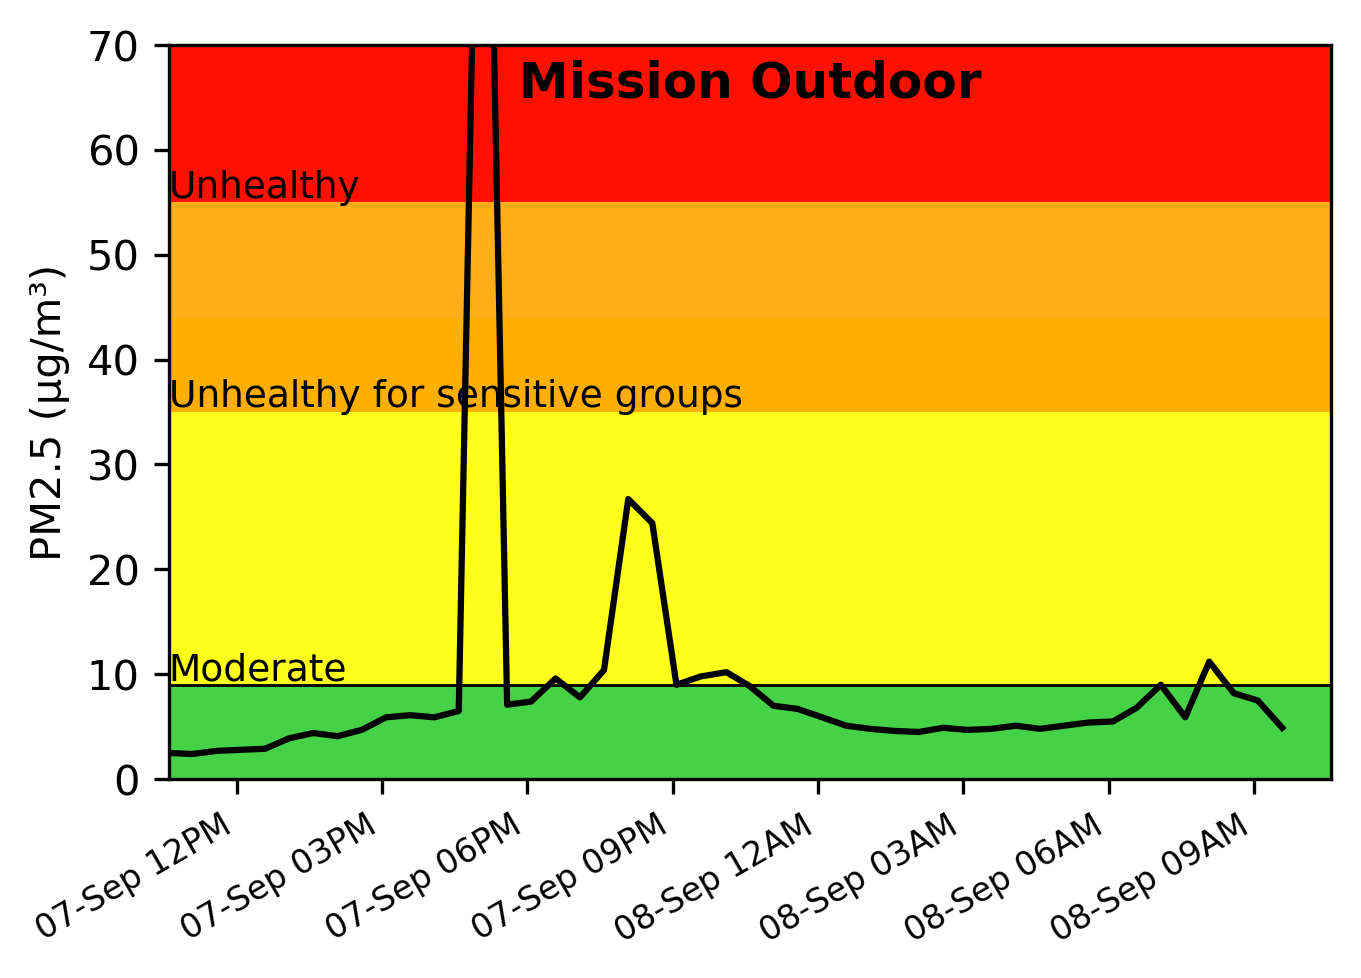 Mission Outdoor
PM2.5 (µg/m³)
70
60
Unhealthy
50
40
Unhealthy for sensitive groups
30
20
Moderate
10
0
07-Sep 12PM
07-Sep 03PM
07-Sep 06PM
07-Sep 09PM
08-Sep 12AM
08-Sep 03AM
08-Sep 06AM
08-Sep 09AM